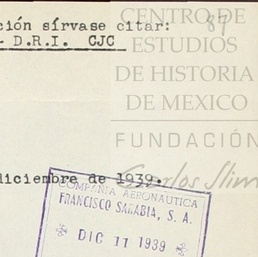 ción sírvase citar:
- D.R.I. CJC
87
CENTRO DE
ESTUDIOS
DE HISTORIA
DE MEXICO
FUNDACIÓN
Carlos Slim
diciembre de 1939.
COMPAÑIA AERONAUTICA
FRANCISCO SARABIA, S. A.
DIC 11 1939